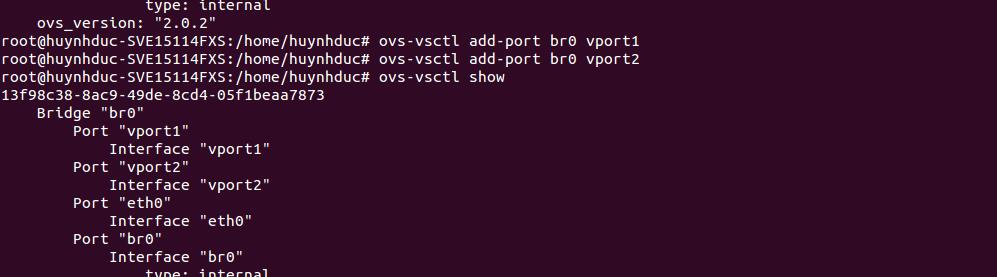 type: internal
ovs_version: "2.0.2"
root@huynhduc-SVE15114FXS:/home/huynhduc# ovs-vsctl add-port br0 vport1
root@huynhduc-SVE15114FXS:/home/huynhduc# ovs-vsctl add-port br0 vport2
root@huynhduc-SVE15114FXS:/home/huynhduc# ovs-vsctl show
13f98c38-8ac9-49de-8cd4-05f1beaa7873
Bridge "br0"
Port "vport1"
Interface "vport1"
Port "vport2"
Interface "vport2"
Port "eth0"
Interface "eth0"
Port "br0"
Interface "br0"
type: internal